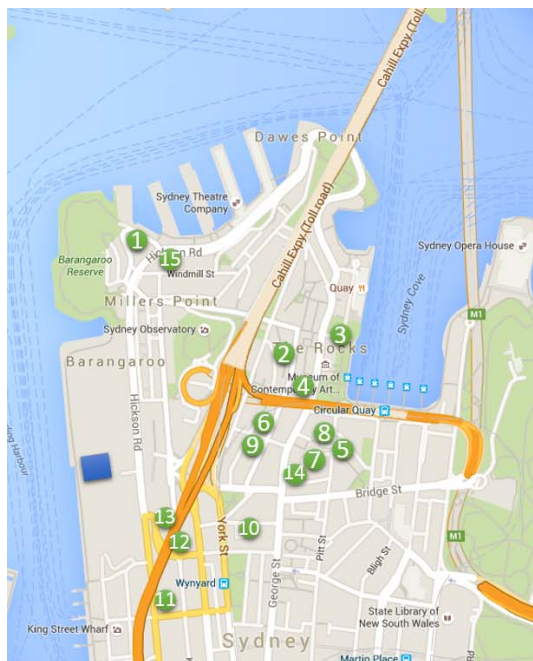 Cahill Expy (Toll road)
Dawes Point
Sydney Theatre
Company
1
Hickson Rd
15
Windmill St
Barangaroo
Reserve
Millers Point
Sydney Opera House
Quay
Sydney Cove
Cahill Expy (Toll road)
M1
Sydney Observatory
3
The Rocks
2
Barangaroo
Museum of
Contemporary Art...
4
Circular Quay
Hickson Rd
6
8
9
5
7
14
Bridge St
13
York St
10
12
Pitt St
Bligh St
M1
George St
Wynyard
11
State Library of
New South Wales
King Street Wharf
Sydney
Martin Place